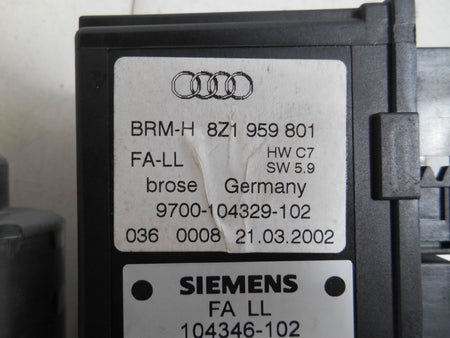 BRM-H 8Z1 959 801
FA-LL HW C7
SW 5.9
brose Germany
9700-104329-102
036 0008 21.03.2002
SIEMENS
FA LL
104346-102